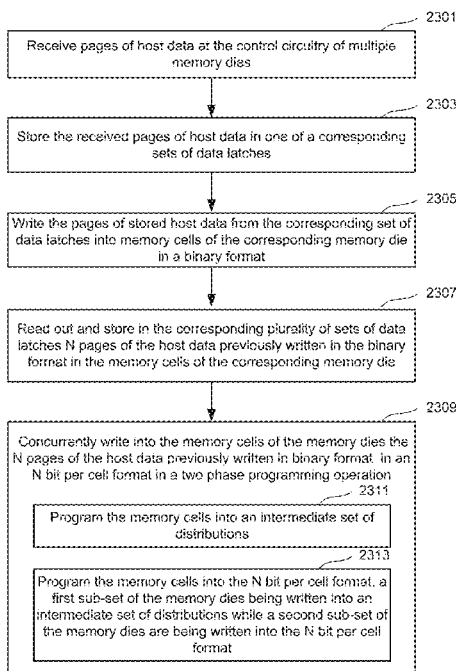 2301
Receive pages of host data at the control circuitry of multiple
memory dies
2303
Store the received pages of host data in one of a corresponding
sets of data latches
2305
Write the pages of stored host data from the corresponding set of
data latches into memory cells of the corresponding memory die
in a binary format
2307
Read out and store in the corresponding plurality of sets of data
latches N pages of the host data previously written in the binary
format in the memory cells of the corresponding memory die
2309
Concurrently write into the memory cells of the memory dies the
N pages of the host data previously written in binary format in an
N bit per cell format in a two phase programming operation
2311
Program the memory cells into an intermediate set of
distributions
2313
Program the memory cells into the N bit per cell format, a
first sub-set of the memory dies being written into an
intermediate set of distributions while a second sub-set of
the memory dies are being written into the N bit per cell
format